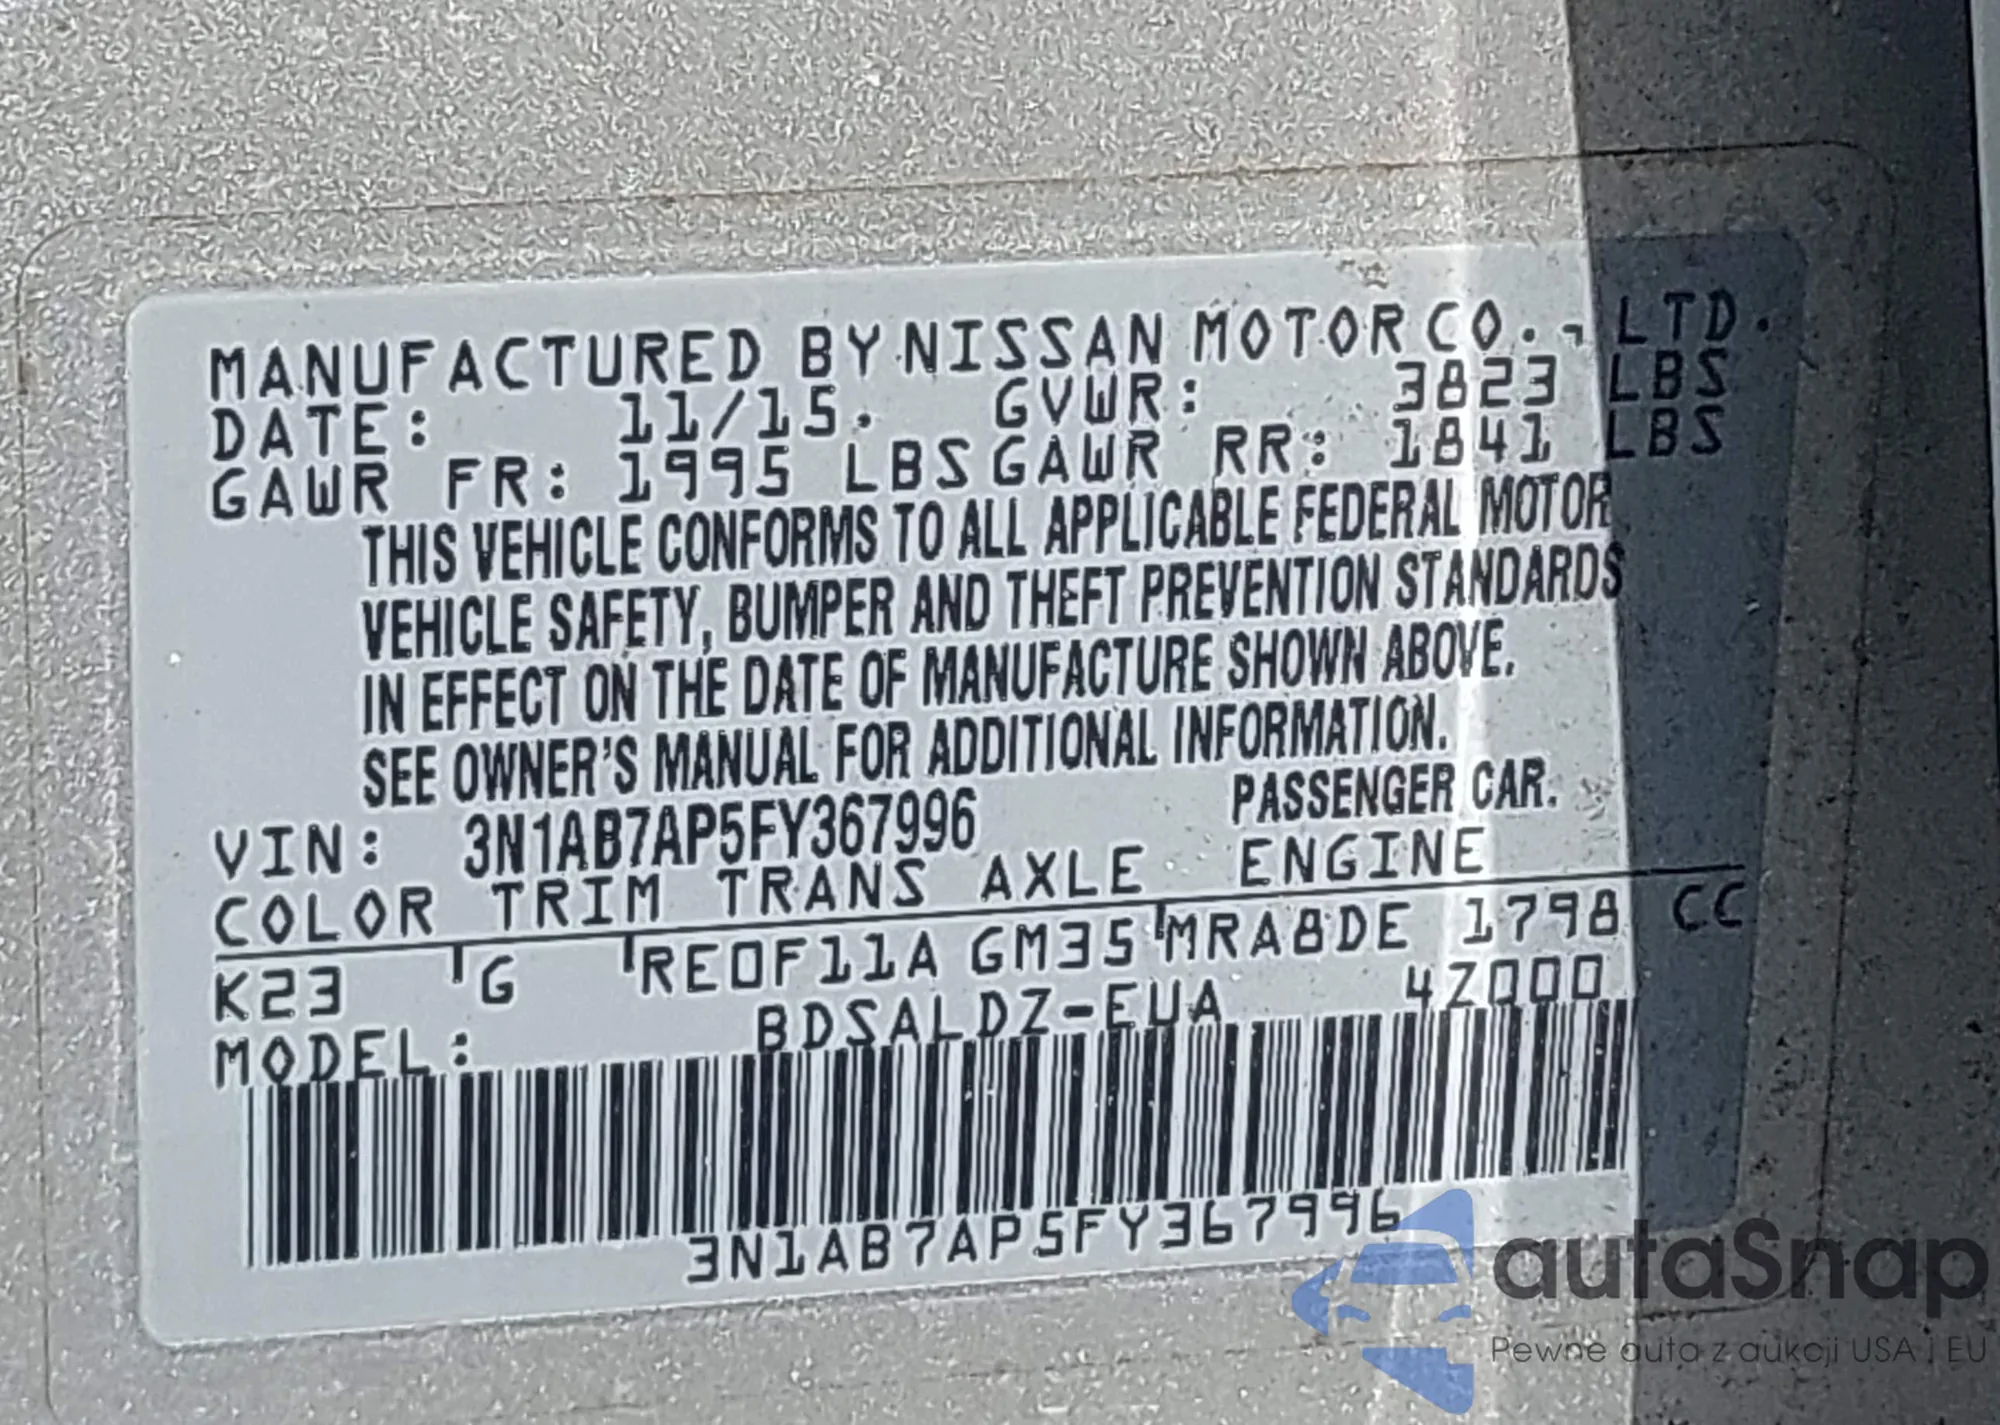 MANUFACTURED BY NISSAN MOTOR CO., LTD.
DATE: 11/15. GVWR: 3823 LBS
GAWR FR: 1995 LBS GAWR RR: 1841 LBS
THIS VEHICLE CONFORMS TO ALL APPLICABLE FEDERAL MOTOR
VEHICLE SAFETY, BUMPER AND THEFT PREVENTION STANDARDS
IN EFFECT ON THE DATE OF MANUFACTURE SHOWN ABOVE.
SEE OWNER'S MANUAL FOR ADDITIONAL INFORMATION.
VIN: 3N1AB7AP5FY367996 PASSENGER CAR.
COLOR TRIM TRANS AXLE ENGINE
K23 G RE0F11A GM35 MRA8DE 1798 CC
MODEL: BDSALDZ-EUA 4Z000
3N1AB7AP5FY367996
autaSnap
Pewne auta z aukcji USA i EU